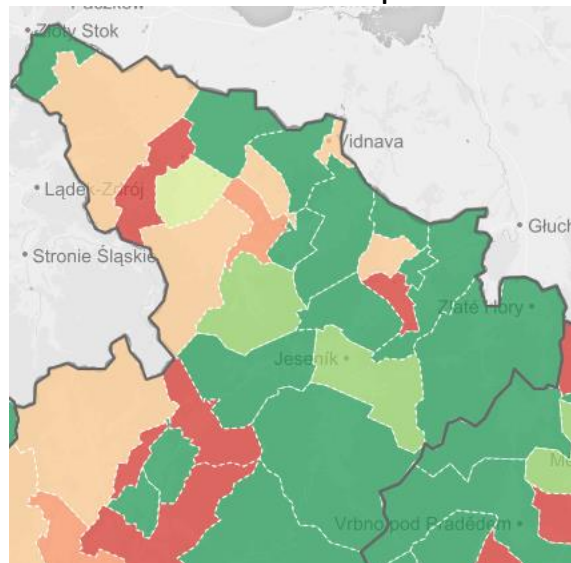 Złoty Stok
Vidnava
Lądek-Zdrój
Głuch
Stronie Śląskie
Zlaté Hory
Jeseník
Vrbno pod Pradědem